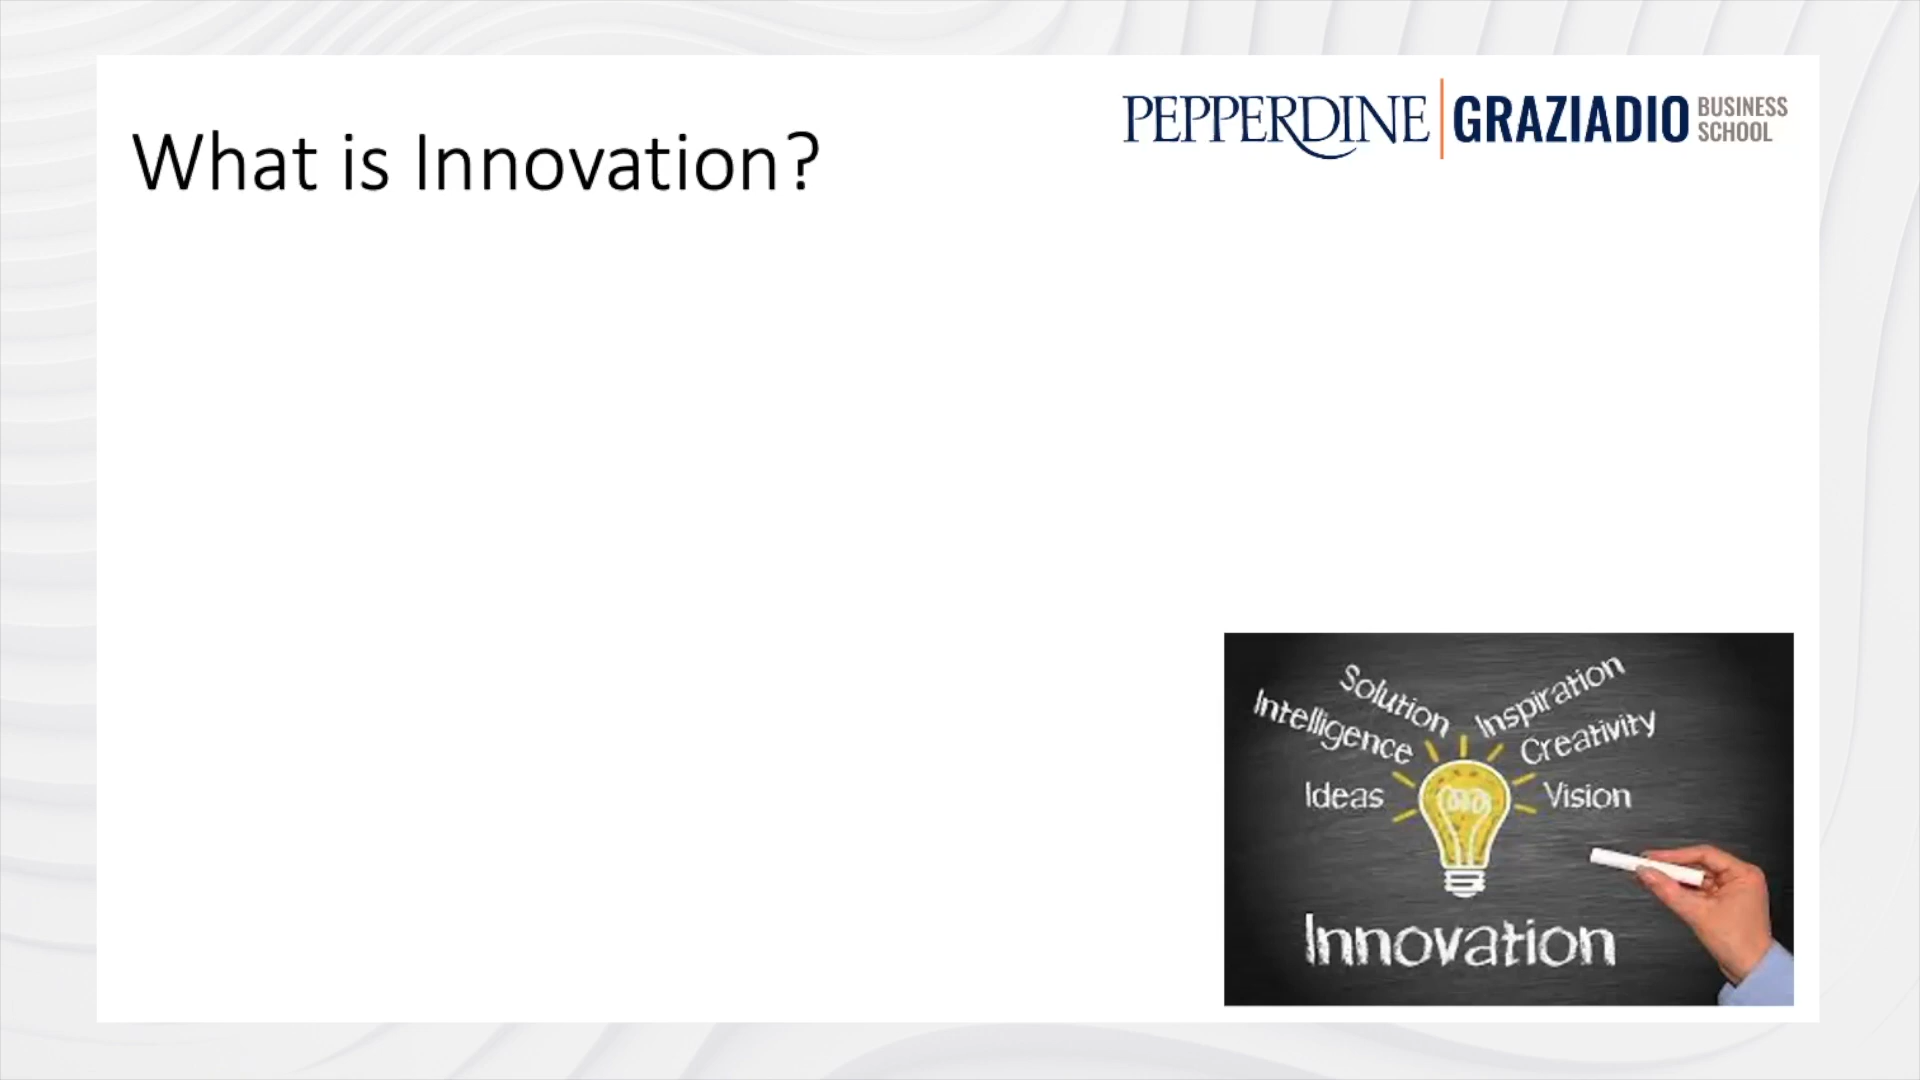 What is Innovation?
PEPPERDINE GRAZIADIO BUSINESS SCHOOL
Solution
Inspiration
Intelligence
Creativity
Ideas
Vision
Innovation